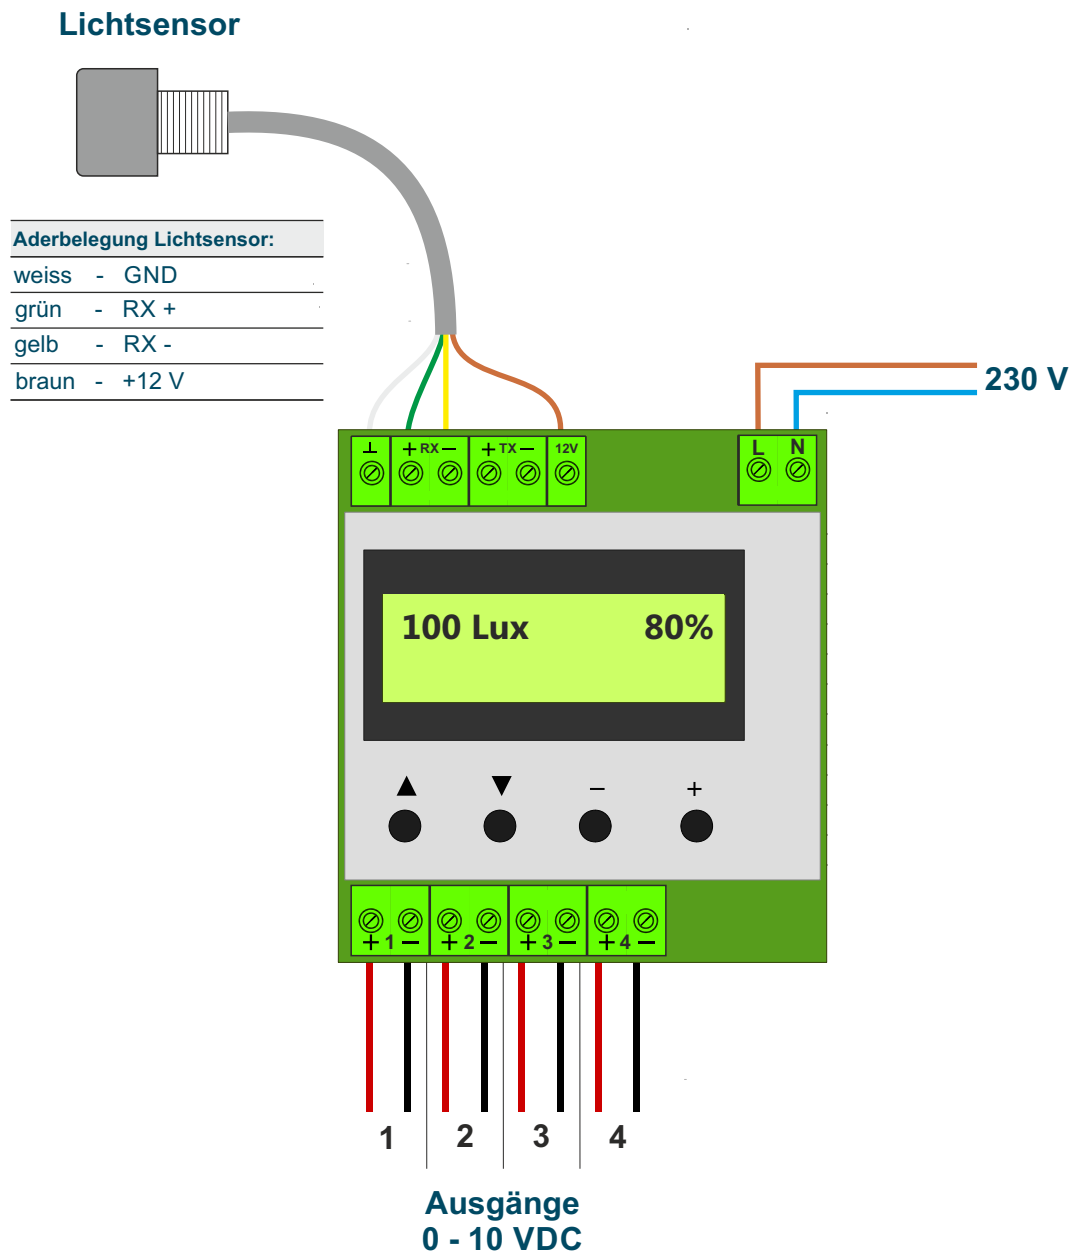 Lichtsensor
Aderbelegung Lichtsensor:
weiss - GND
grün - RX +
gelb - RX -
braun - +12 V
230 V
⊥ + RX − + TX − 12V
L N
100 Lux 80%
▲ ▼ − +
+ 1 − + 2 − + 3 − + 4 −
1 2 3 4
Ausgänge
0 - 10 VDC